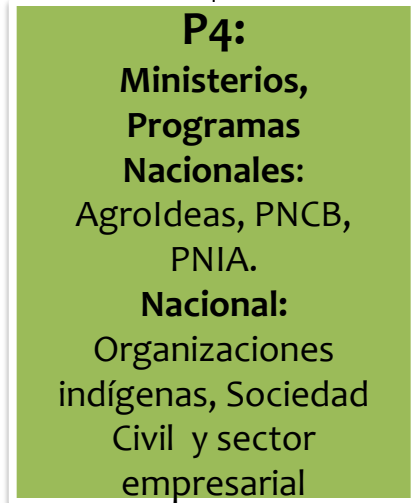 P4:
Ministerios,
Programas
Nacionales:
AgroIdeas, PNCB,
PNIA.
Nacional:
Organizaciones
indígenas, Sociedad
Civil y sector
empresarial